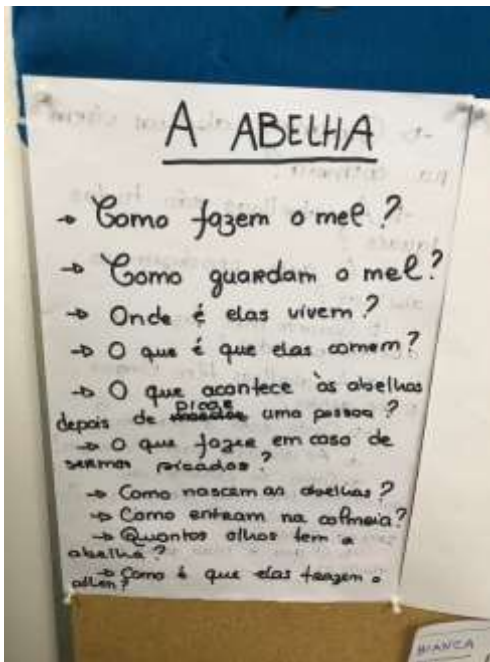 A ABELHA
→ Como fazem o mel?
→ Como guardam o mel?
→ Onde é elas vivem?
→ O que é que elas comem?
→ O que acontece às abelhas
picar
depois de uma pessoa?
→ O que fazer em caso de
sermos picados?
→ Como nascem as abelhas?
→ Como entram na colmeia?
→ Quantos olhos tem a
abelha?
→ Como é que elas trazem o
BIANCA